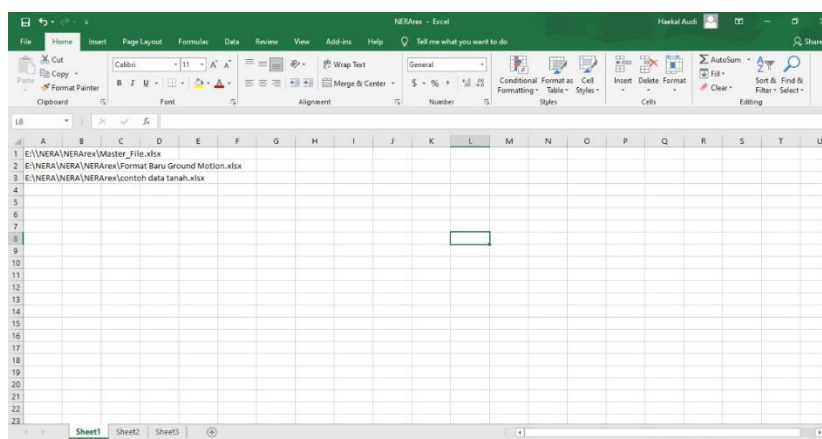 NERArex - Excel
Haekal Audi
File Home Insert Page Layout Formulas Data Review View Add-ins Help Tell me what you want to do Share
Cut
Copy
Format Painter
Paste
Calibri 11
B I U
Wrap Text
Merge & Center
General
$ % ,
Conditional Formatting
Format as Table
Cell Styles
Insert Delete Format
AutoSum
Fill
Clear
Sort & Filter
Find & Select
Clipboard Font Alignment Number Styles Cells Editing
L8 fx
A B C D E F G H I J K L M N O P Q R S T U
1 E:\\NERA\NERArex\Master_File.xlsx
2 E:\NERA\NERA\NERArex\Format Baru Ground Motion.xlsx
3 E:\NERA\NERA\NERArex\contoh data tanah.xlsx
4
5
6
7
8
9
10
11
12
13
14
15
16
17
18
19
20
21
22
23
Sheet1 Sheet2 Sheet3